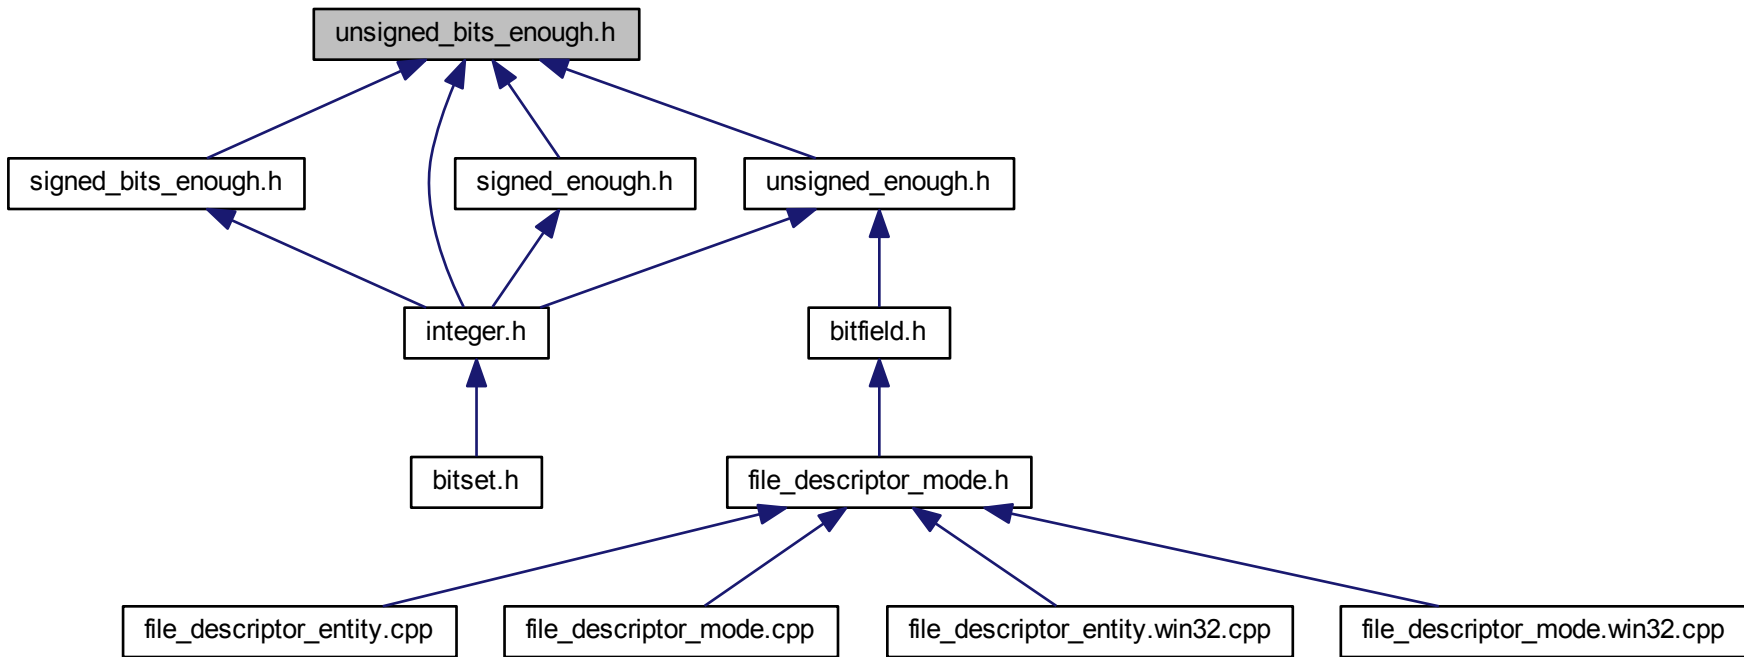 unsigned_bits_enough.h
signed_bits_enough.h
signed_enough.h
unsigned_enough.h
integer.h
bitfield.h
bitset.h
file_descriptor_mode.h
file_descriptor_entity.cpp
file_descriptor_mode.cpp
file_descriptor_entity.win32.cpp
file_descriptor_mode.win32.cpp